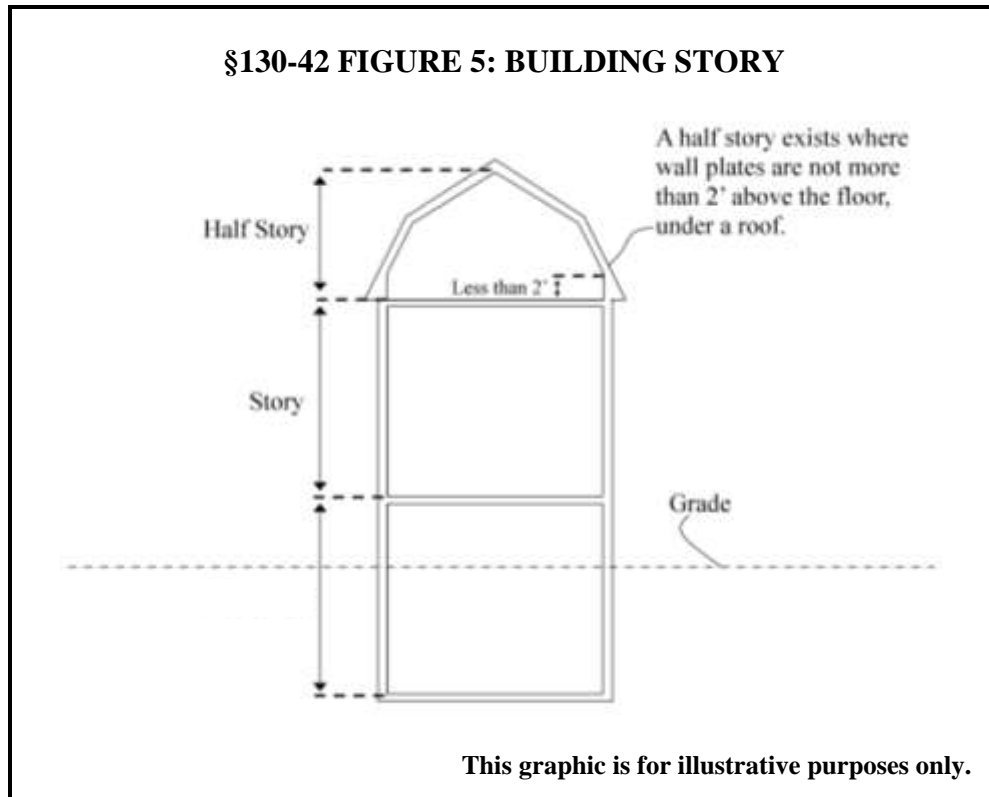 §130-42 FIGURE 5: BUILDING STORY
A half story exists where
wall plates are not more
than 2' above the floor,
under a roof.
Half Story
Less than 2'
Story
Grade
This graphic is for illustrative purposes only.